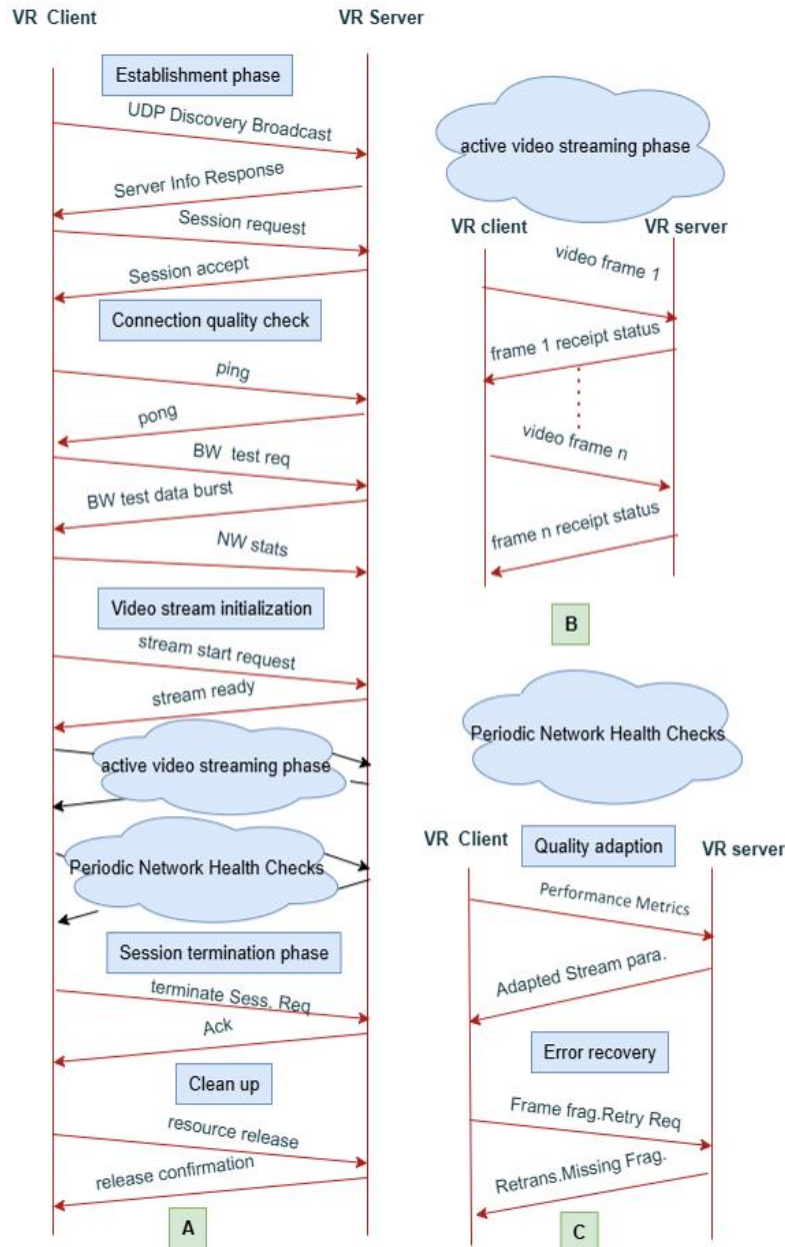 VR Client
VR Server
Establishment phase
UDP Discovery Broadcast
Server Info Response
Session request
Session accept
Connection quality check
ping
pong
BW test req
BW test data burst
NW stats
Video stream initialization
stream start request
stream ready
active video streaming phase
Periodic Network Health Checks
Session termination phase
terminate Sess. Req
Ack
Clean up
resource release
release confirmation
A
active video streaming phase
VR client
VR server
video frame 1
frame 1 receipt status
video frame n
frame n receipt status
B
Periodic Network Health Checks
VR Client
Quality adaption
VR server
Performance Metrics
Adapted Stream para.
Error recovery
Frame frag.Retry Req
Retrans.Missing Frag.
C